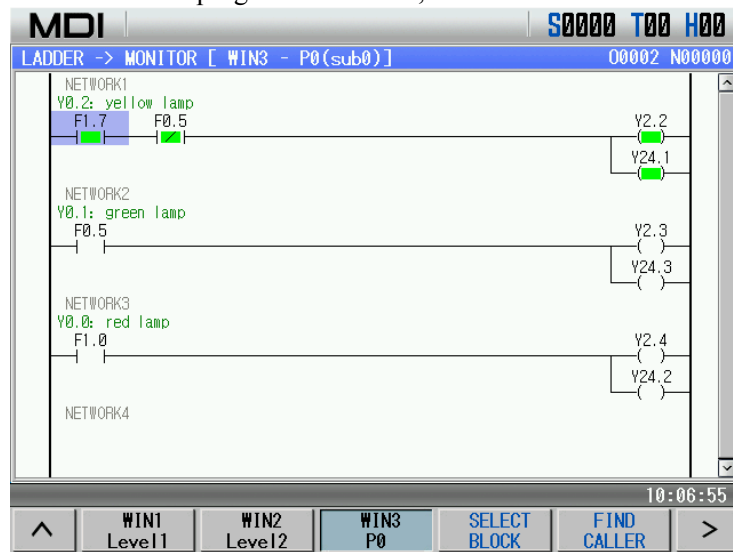 MDI S0000 T00 H00
LADDER -> MONITOR [ WIN3 - P0(sub0)] O0002 N00000
NETWORK1
Y0.2: yellow lamp
F1.7 F0.5 Y2.2
Y24.1
NETWORK2
Y0.1: green lamp
F0.5 Y2.3
Y24.3
NETWORK3
Y0.0: red lamp
F1.0 Y2.4
Y24.2
NETWORK4
10:06:55
WIN1 WIN2 WIN3 SELECT FIND
Level1 Level2 P0 BLOCK CALLER >